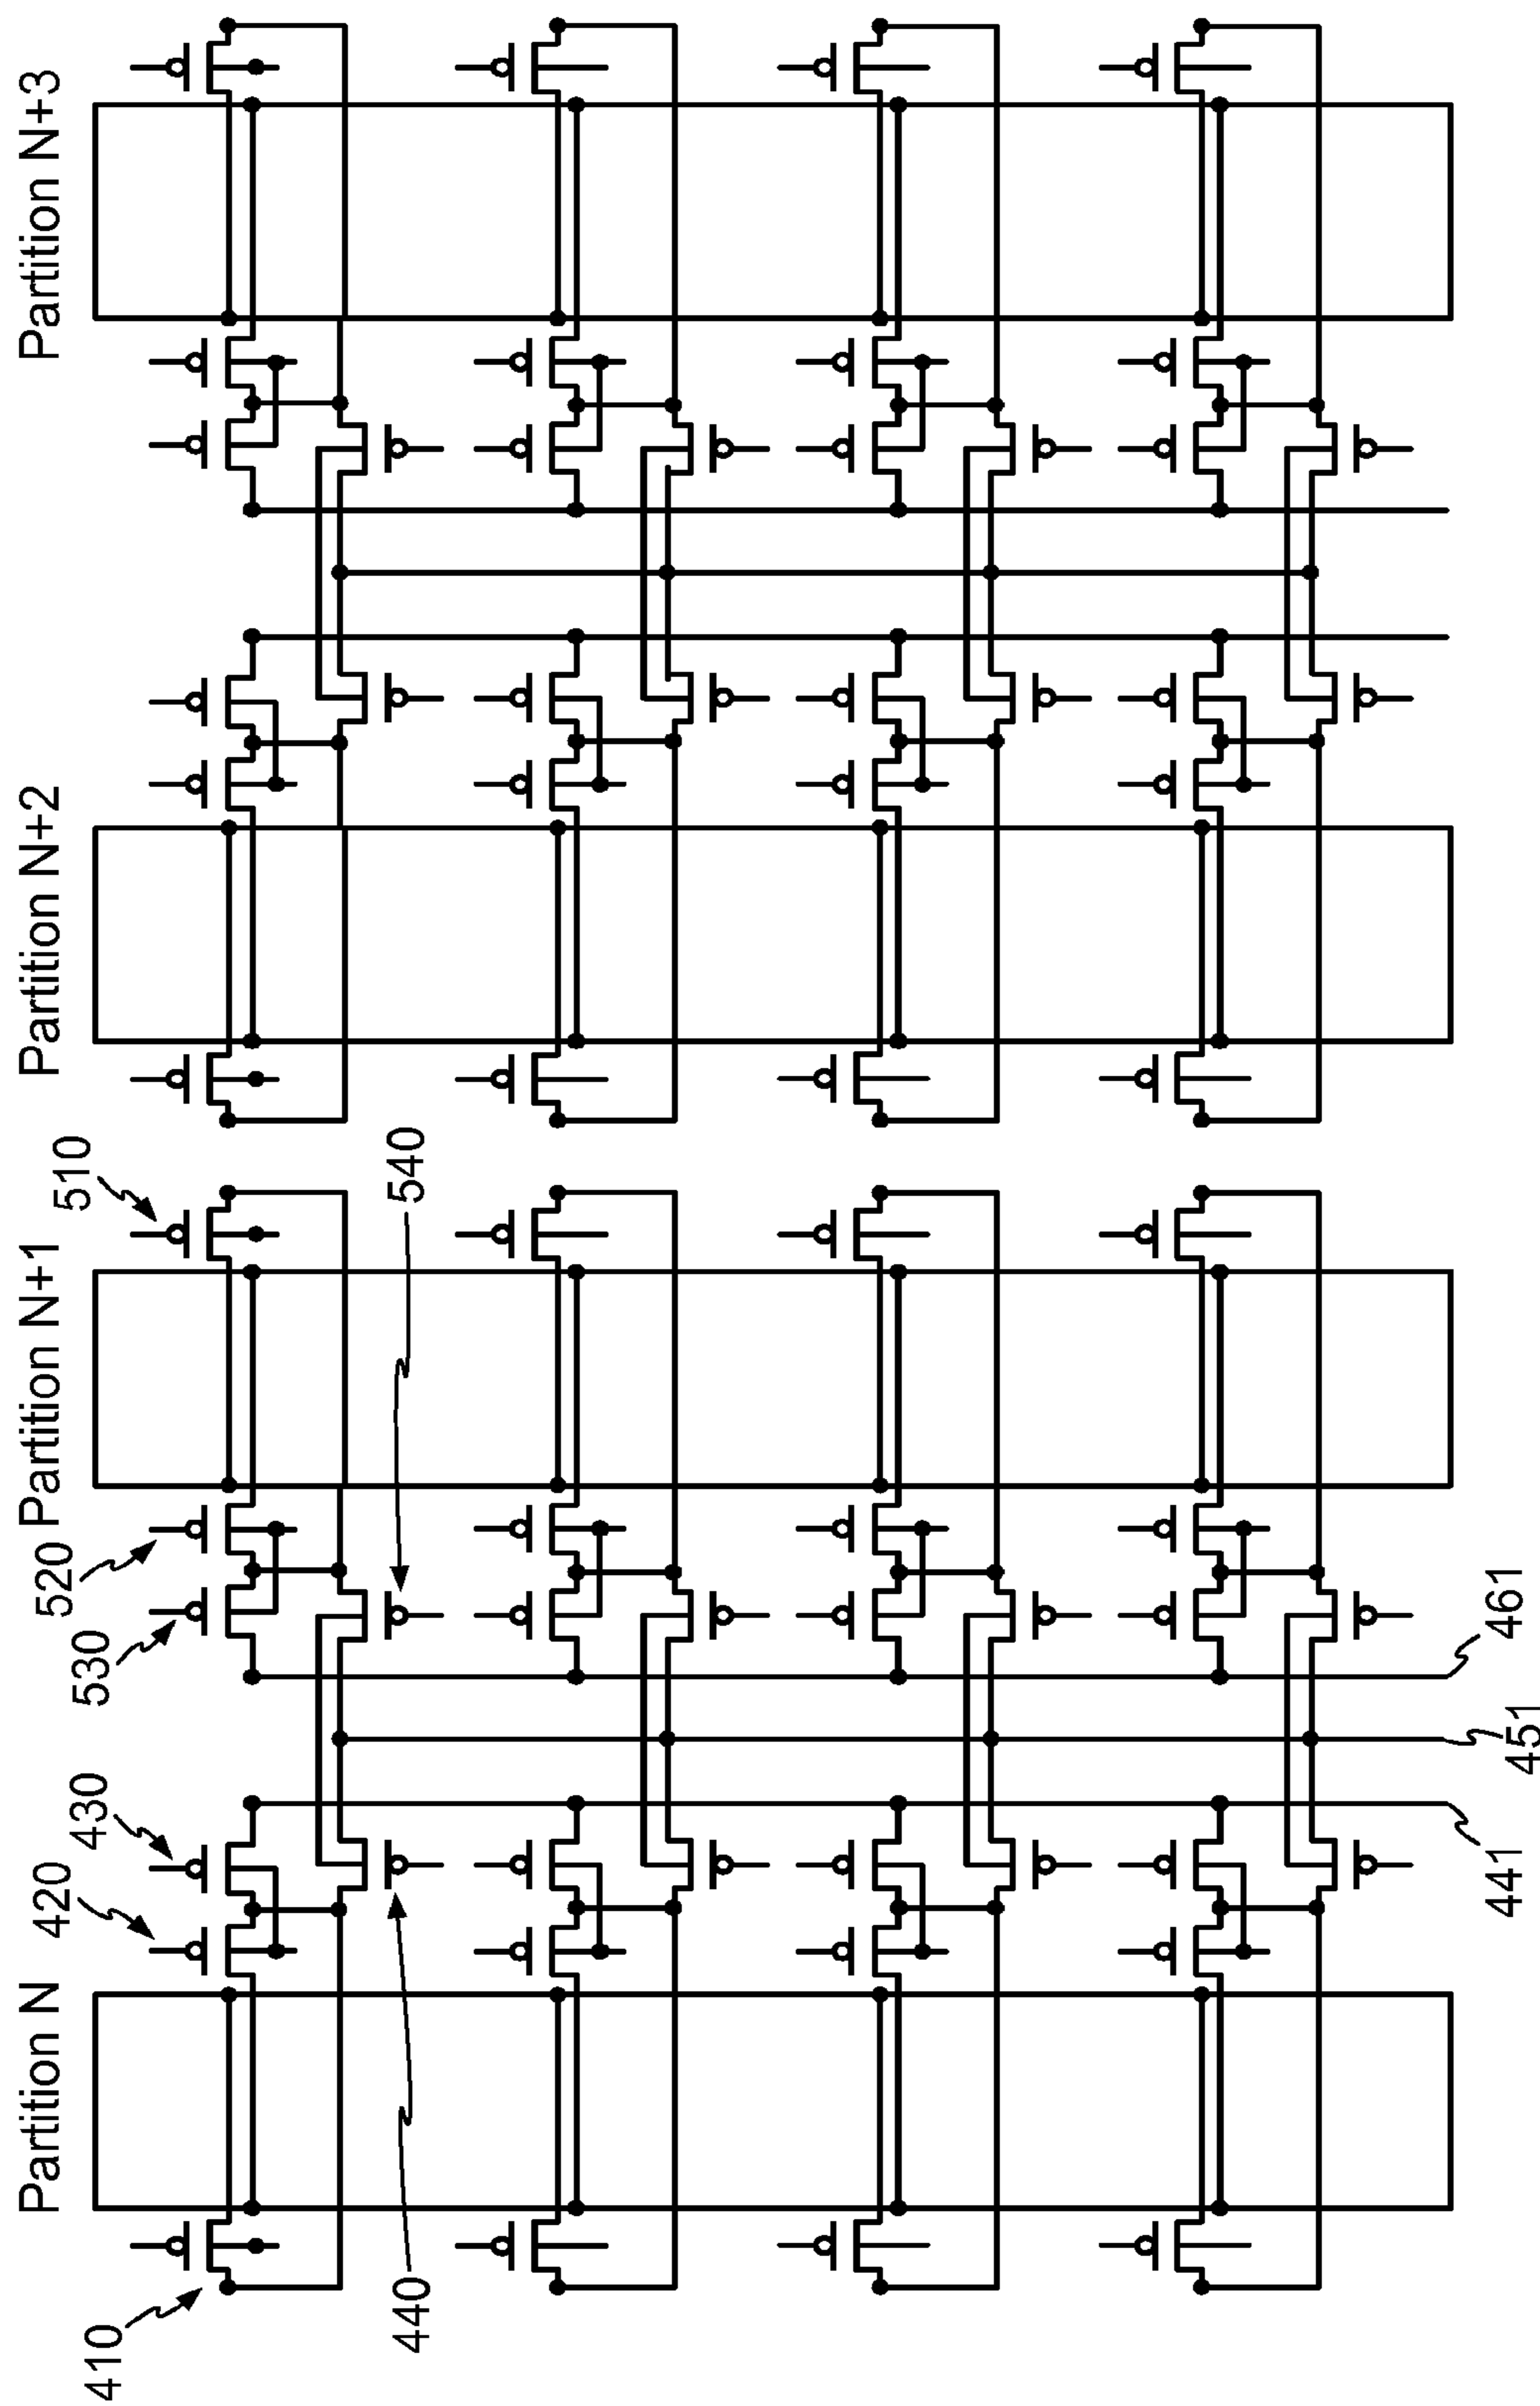 Partition N
Partition N+1
Partition N+2
Partition N+3
410
420
430
440
510
520
530
540
441
451
461